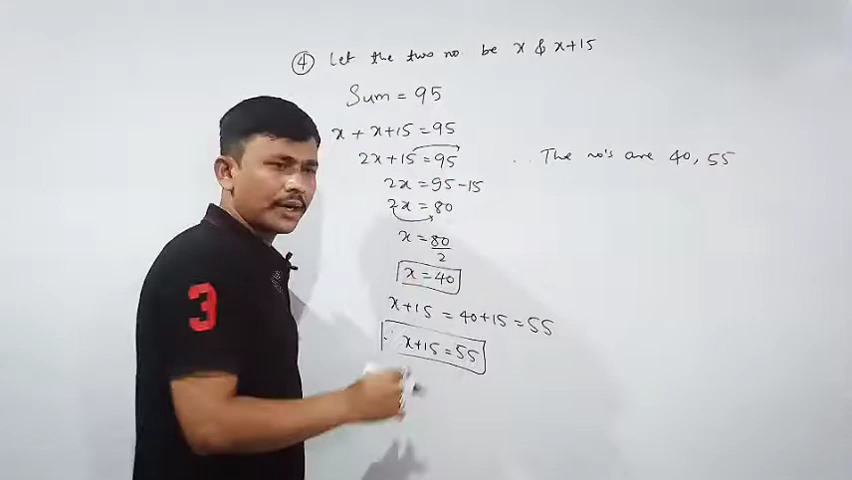 ④ Let the two no be x & x+15
Sum = 95
x + x+15 = 95
2x+15 = 95
2x = 95-15
2x = 80
x = 80/2
x = 40
x+15 = 40+15 = 55
∴ x+15 = 55
∴ The no's are 40, 55
3